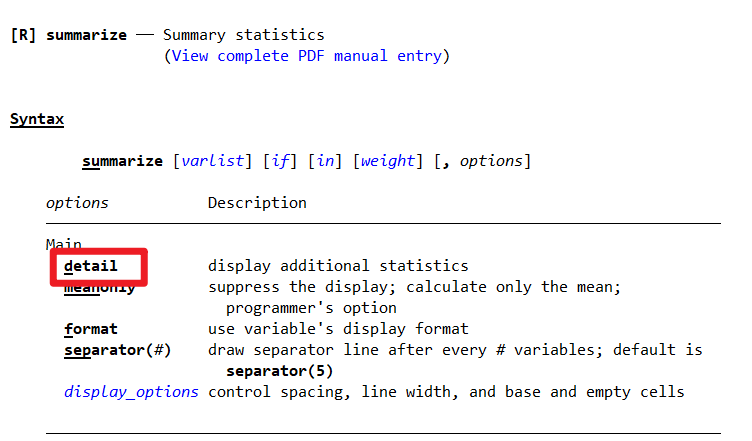 [R] summarize — Summary statistics
(View complete PDF manual entry)
Syntax
summarize [varlist] [if] [in] [weight] [, options]
options Description
Main
detail display additional statistics
meanonly suppress the display; calculate only the mean;
programmer's option
format use variable's display format
separator(#) draw separator line after every # variables; default is
separator(5)
display_options control spacing, line width, and base and empty cells